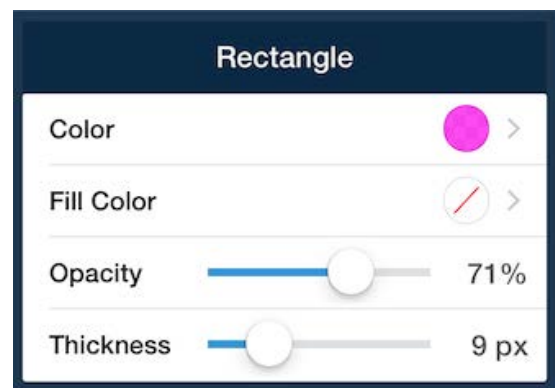 Rectangle
Color
Fill Color
Opacity 71%
Thickness 9 px